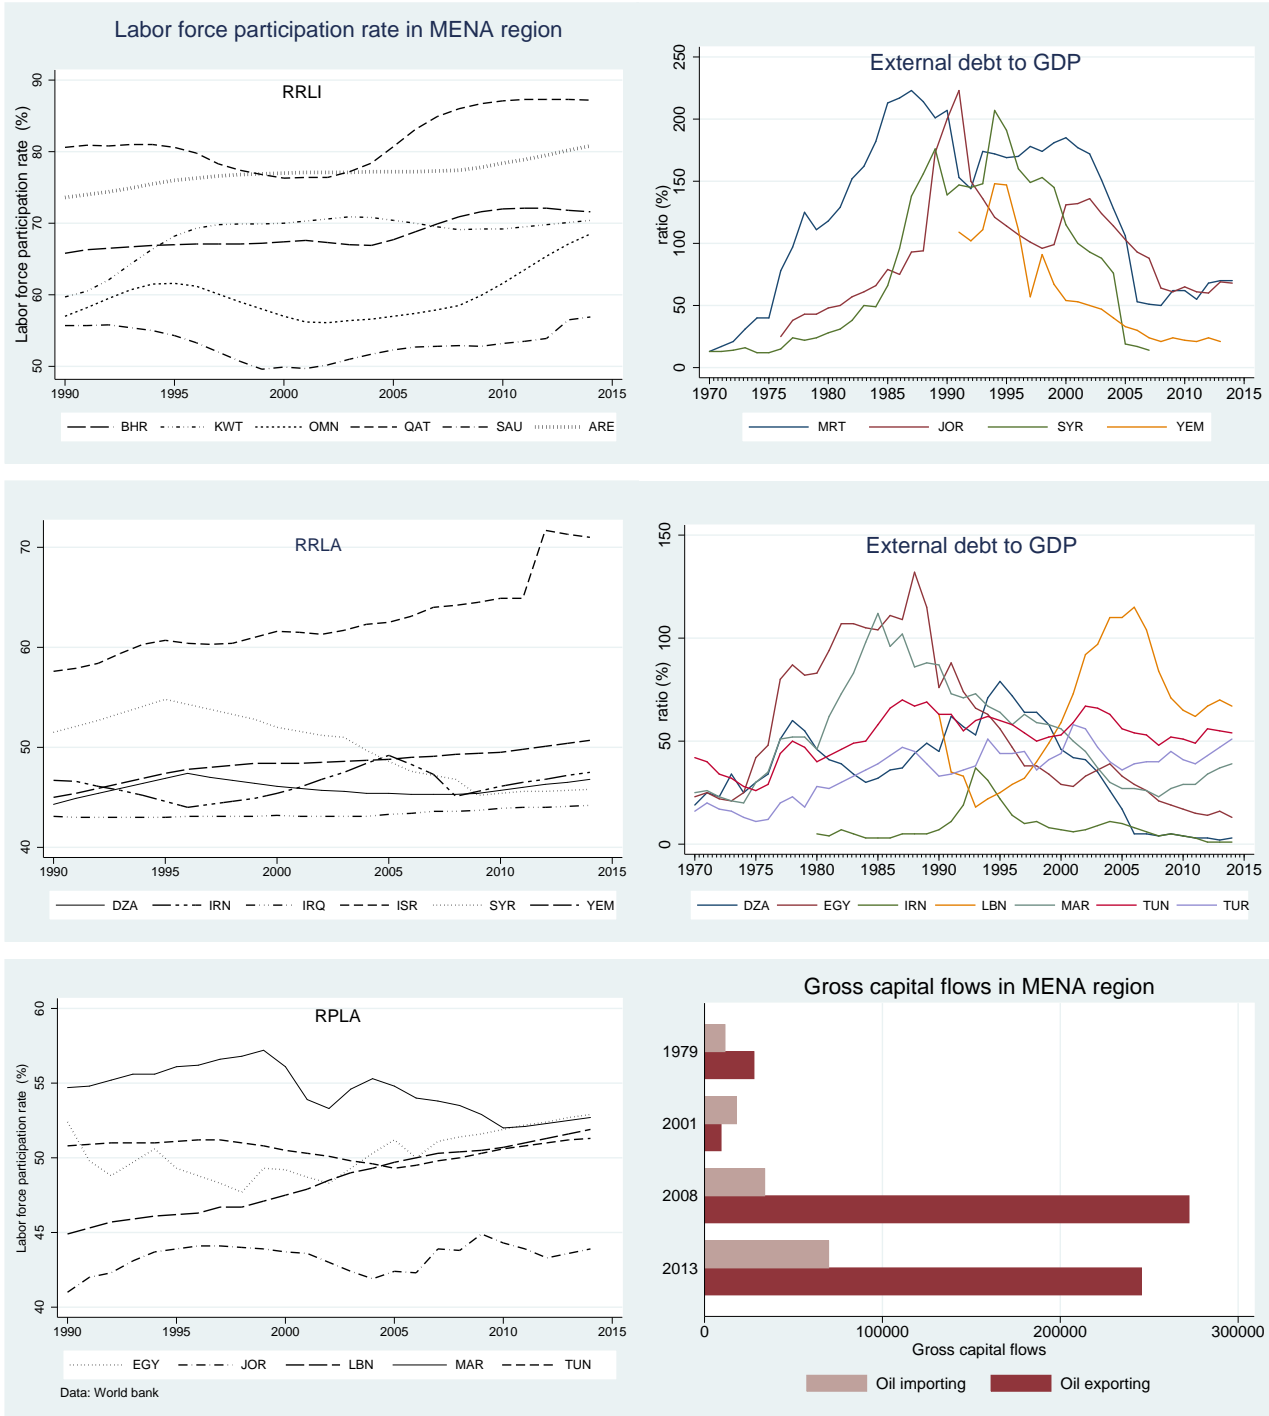 Labor force participation rate in MENA region
RRLI
Labor force participation rate (%)
90
80
70
60
50
1990 1995 2000 2005 2010 2015
BHR KWT OMN QAT SAU ARE
External debt to GDP
ratio (%)
250
200
150
100
50
0
1970 1975 1980 1985 1990 1995 2000 2005 2010 2015
MRT JOR SYR YEM
RRLA
70
60
50
40
1990 1995 2000 2005 2010 2015
DZA IRN IRQ ISR SYR YEM
External debt to GDP
ratio (%)
150
100
50
0
1970 1975 1980 1985 1990 1995 2000 2005 2010 2015
DZA EGY IRN LBN MAR TUN TUR
RPLA
Labor force participation rate (%)
60
55
50
45
40
1990 1995 2000 2005 2010 2015
EGY JOR LBN MAR TUN
Data: World bank
Gross capital flows in MENA region
1979
2001
2008
2013
0 100000 200000 300000
Gross capital flows
Oil importing Oil exporting